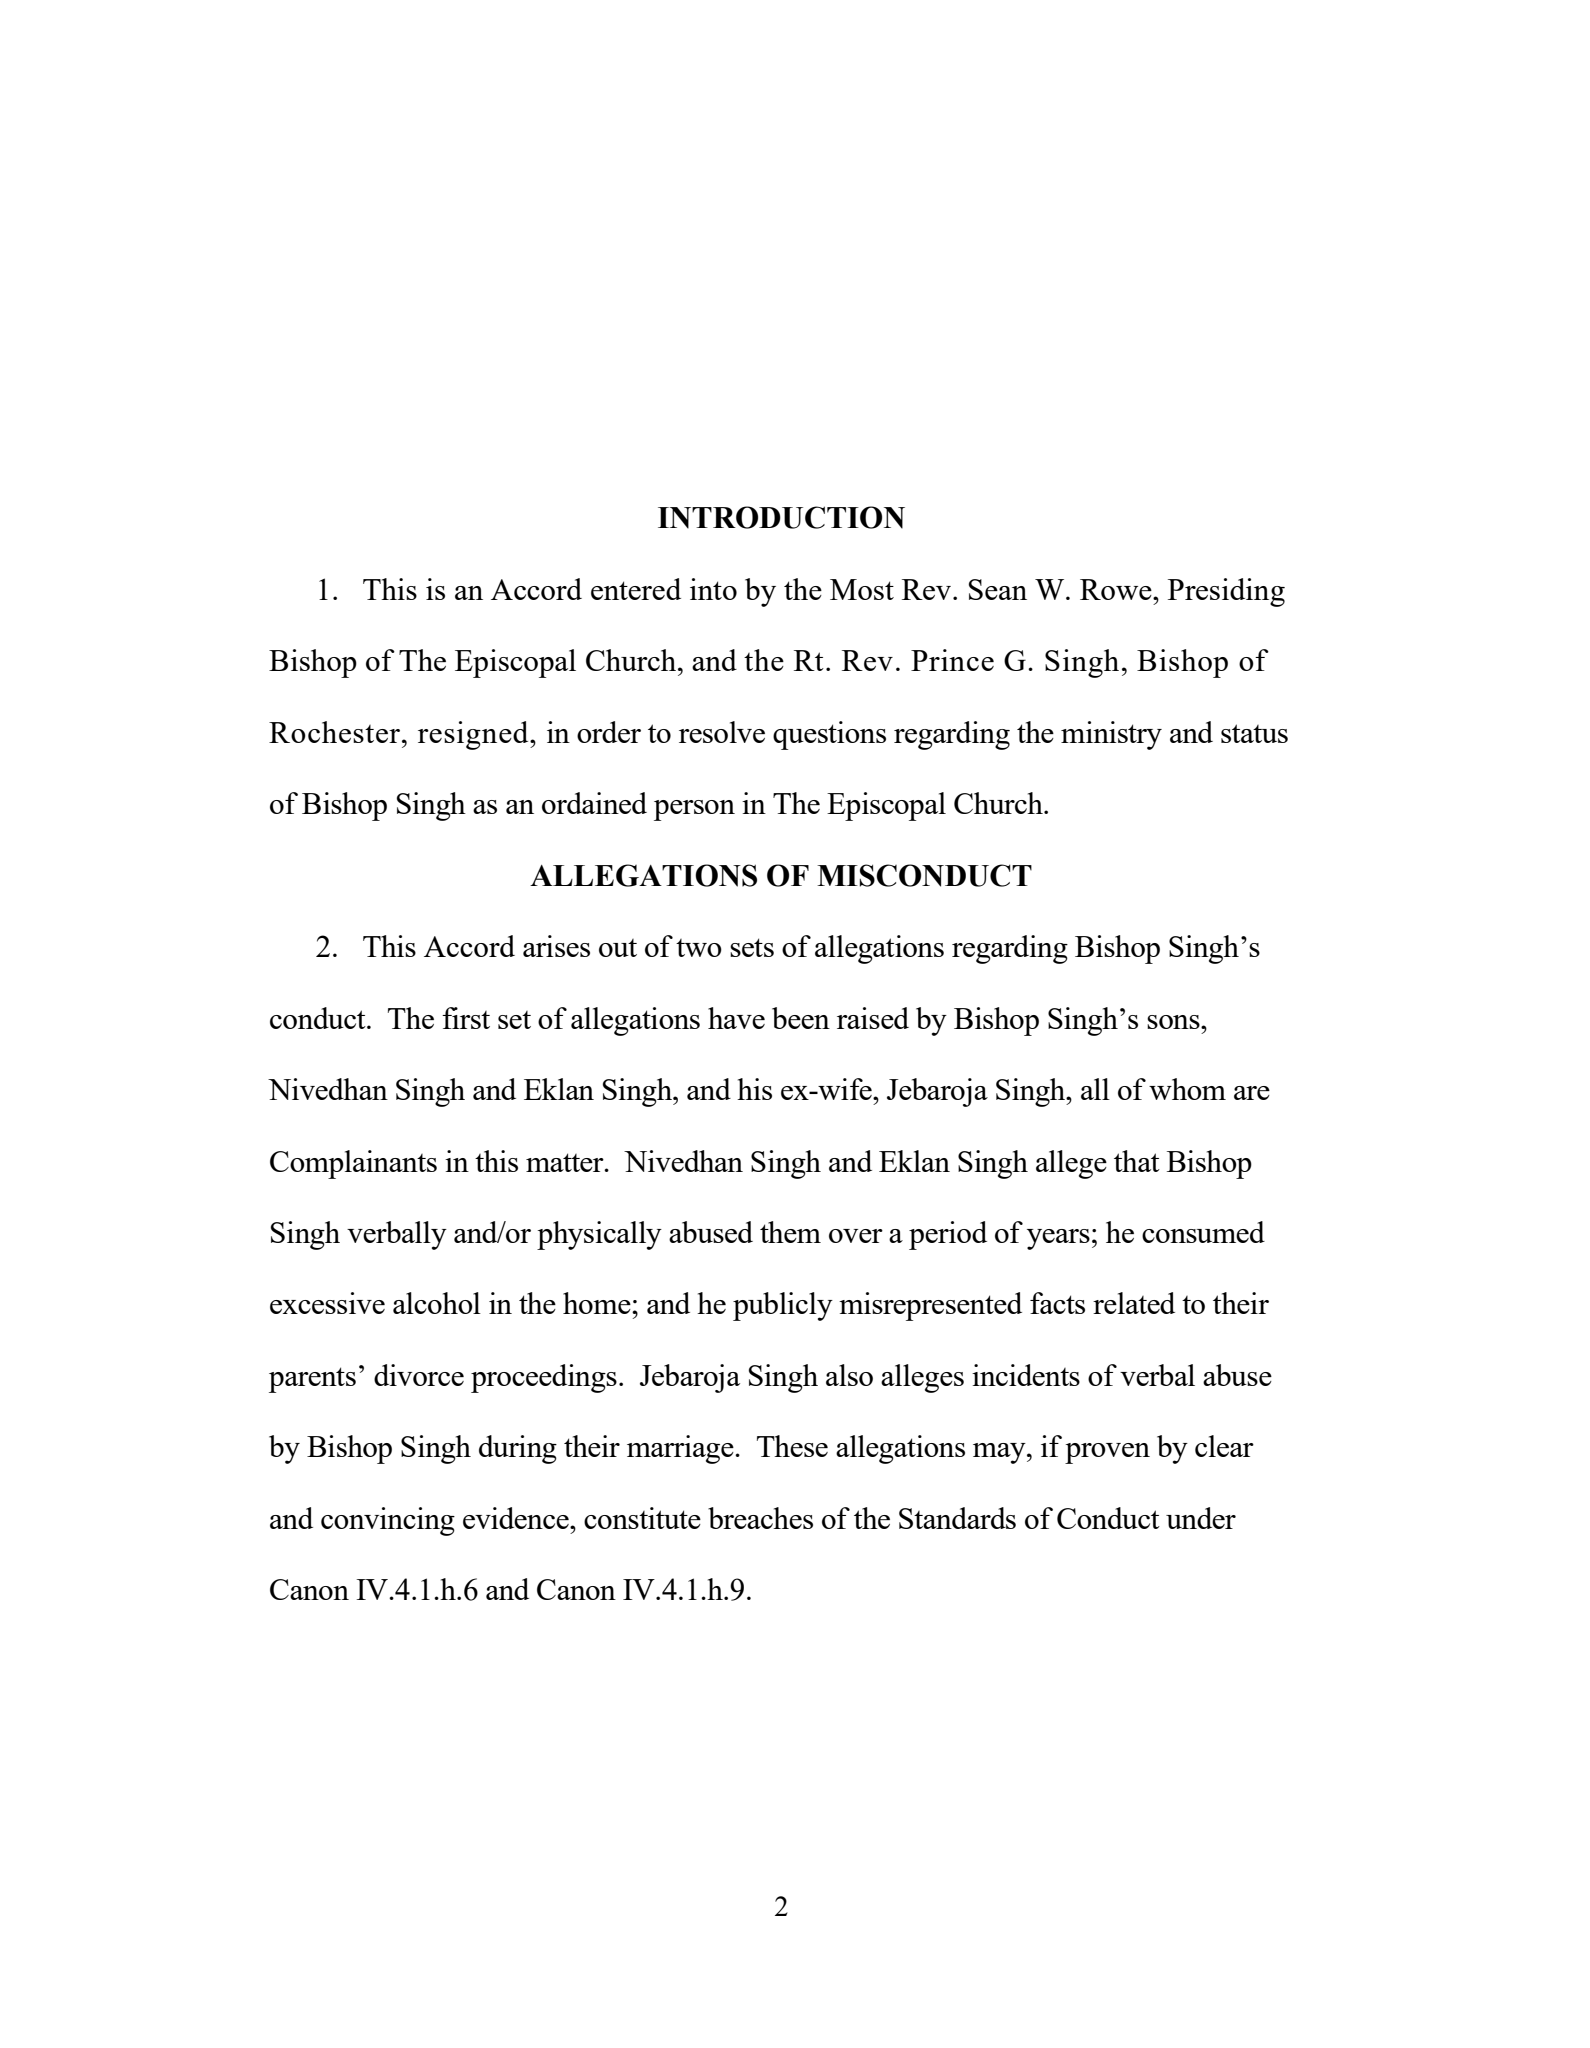 INTRODUCTION
1. This is an Accord entered into by the Most Rev. Sean W. Rowe, Presiding
Bishop of The Episcopal Church, and the Rt. Rev. Prince G. Singh, Bishop of
Rochester, resigned, in order to resolve questions regarding the ministry and status
of Bishop Singh as an ordained person in The Episcopal Church.
ALLEGATIONS OF MISCONDUCT
2. This Accord arises out of two sets of allegations regarding Bishop Singh’s
conduct.  The first set of allegations have been raised by Bishop Singh’s sons,
Nivedhan Singh and Eklan Singh, and his ex-wife, Jebaroja Singh, all of whom are
Complainants in this matter.  Nivedhan Singh and Eklan Singh allege that Bishop
Singh verbally and/or physically abused them over a period of years; he consumed
excessive alcohol in the home; and he publicly misrepresented facts related to their
parents’ divorce proceedings.  Jebaroja Singh also alleges incidents of verbal abuse
by Bishop Singh during their marriage.  These allegations may, if proven by clear
and convincing evidence, constitute breaches of the Standards of Conduct under
Canon IV.4.1.h.6 and Canon IV.4.1.h.9.
2